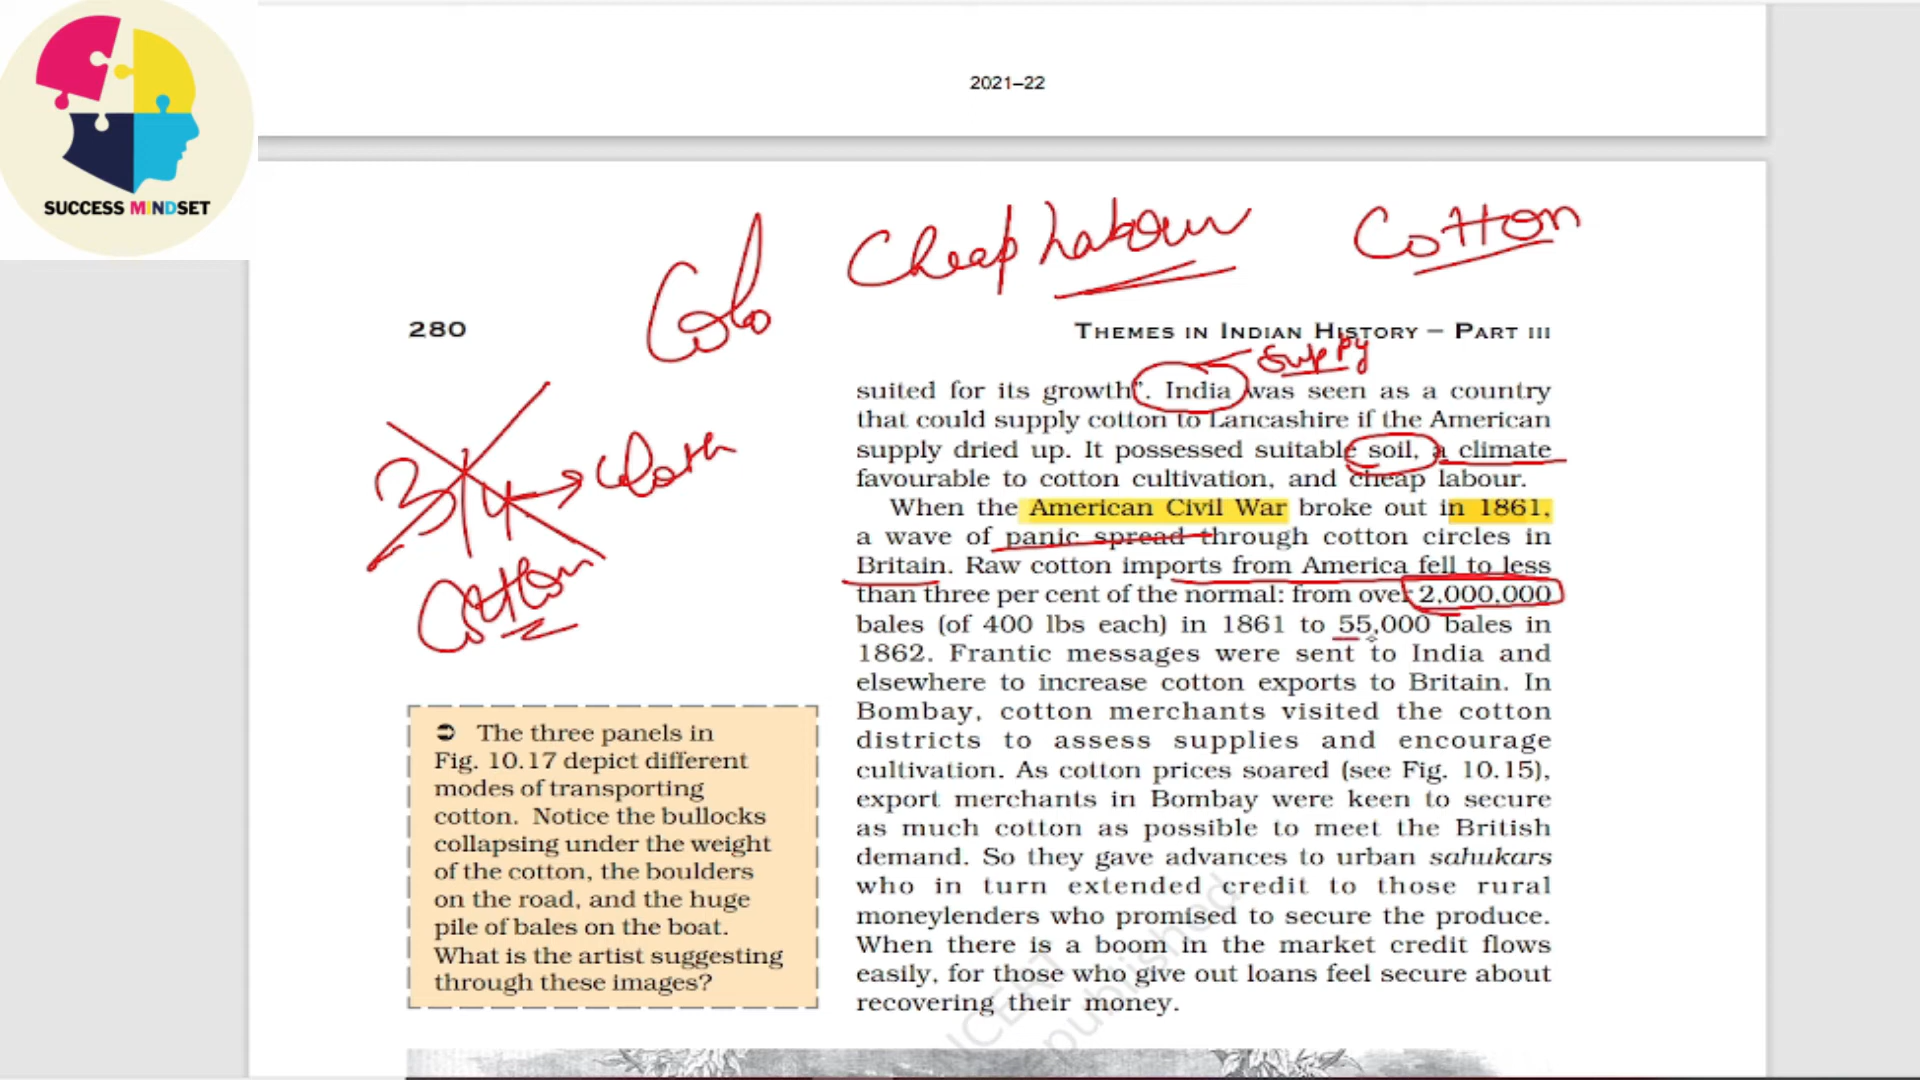 2021–22
SUCCESS MINDSET
Cheap Labour
Cotton
Colo
280
THEMES IN INDIAN HISTORY – PART III
Supply
suited for its growth". India was seen as a country
that could supply cotton to Lancashire if the American
supply dried up. It possessed suitable soil, a climate
favourable to cotton cultivation, and cheap labour.
When the American Civil War broke out in 1861,
a wave of panic spread through cotton circles in
Britain. Raw cotton imports from America fell to less
than three per cent of the normal: from over 2,000,000
bales (of 400 lbs each) in 1861 to 55,000 bales in
1862. Frantic messages were sent to India and
elsewhere to increase cotton exports to Britain. In
Bombay, cotton merchants visited the cotton
districts to assess supplies and encourage
cultivation. As cotton prices soared (see Fig. 10.15),
export merchants in Bombay were keen to secure
as much cotton as possible to meet the British
demand. So they gave advances to urban sahukars
who in turn extended credit to those rural
moneylenders who promised to secure the produce.
When there is a boom in the market credit flows
easily, for those who give out loans feel secure about
recovering their money.
3/4 → Cloth
Cotton
➲ The three panels in
Fig. 10.17 depict different
modes of transporting
cotton. Notice the bullocks
collapsing under the weight
of the cotton, the boulders
on the road, and the huge
pile of bales on the boat.
What is the artist suggesting
through these images?
NCERT
published